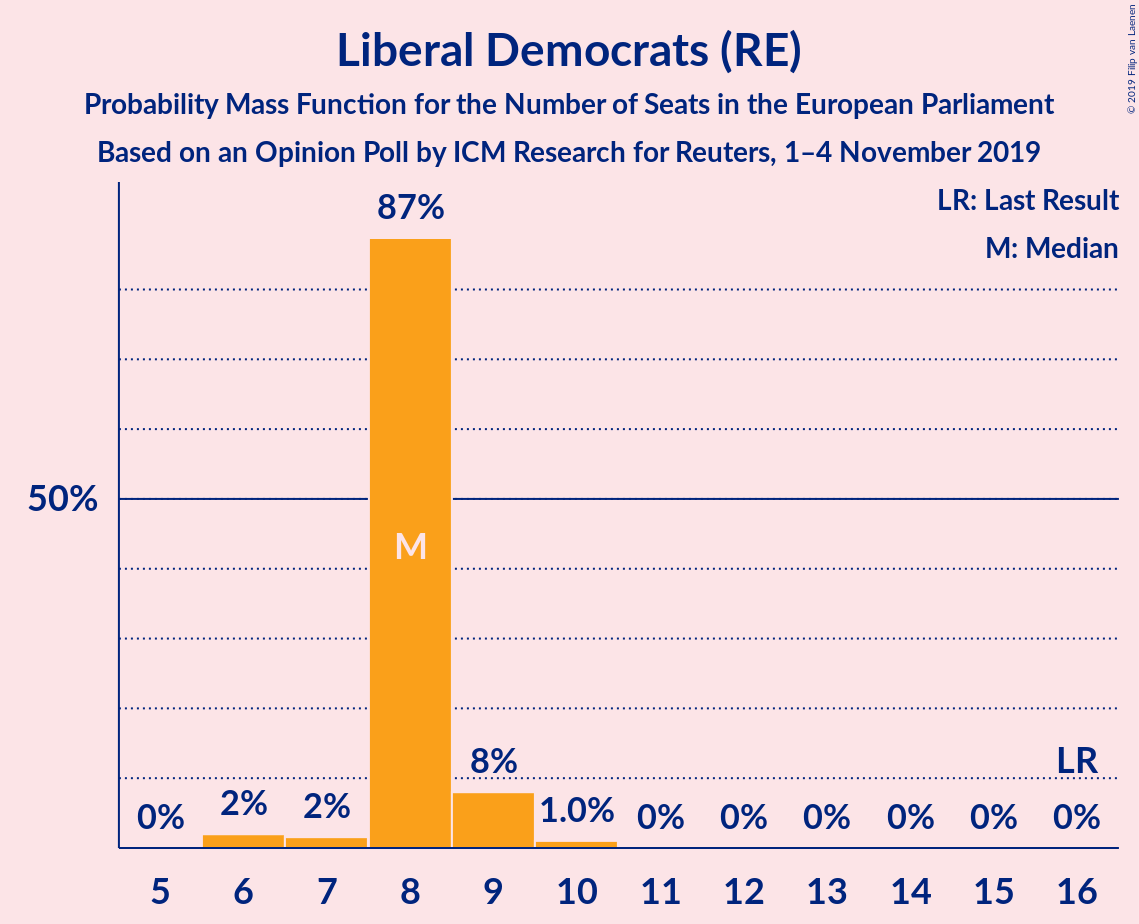 Liberal Democrats (RE)
Probability Mass Function for the Number of Seats in the European Parliament
Based on an Opinion Poll by ICM Research for Reuters, 1–4 November 2019
© 2019 Filip van Laenen
LR: Last Result
M: Median
87%
50%
M
8%
LR
0% 2% 2% 1.0% 0% 0% 0% 0% 0% 0%
5 6 7 8 9 10 11 12 13 14 15 16